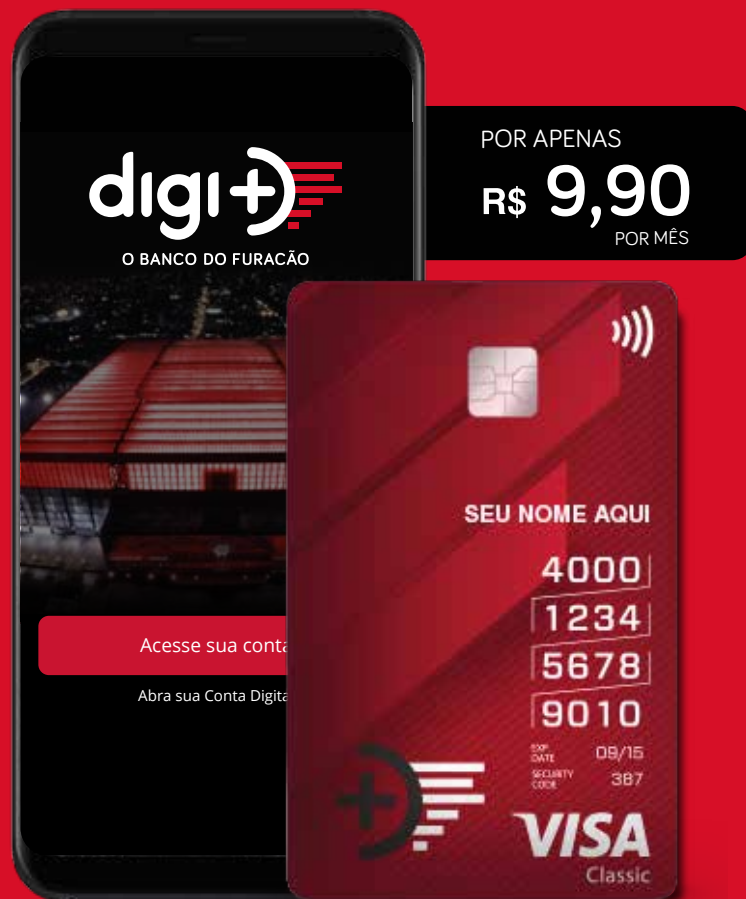 digi+
O BANCO DO FURACÃO
POR APENAS
R$ 9,90
POR MÊS
Acesse sua conta
Abra sua Conta Digita
SEU NOME AQUI
4000
1234
5678
9010
EXP.
DATE
09/15
SECURITY
CODE
387
VISA
Classic